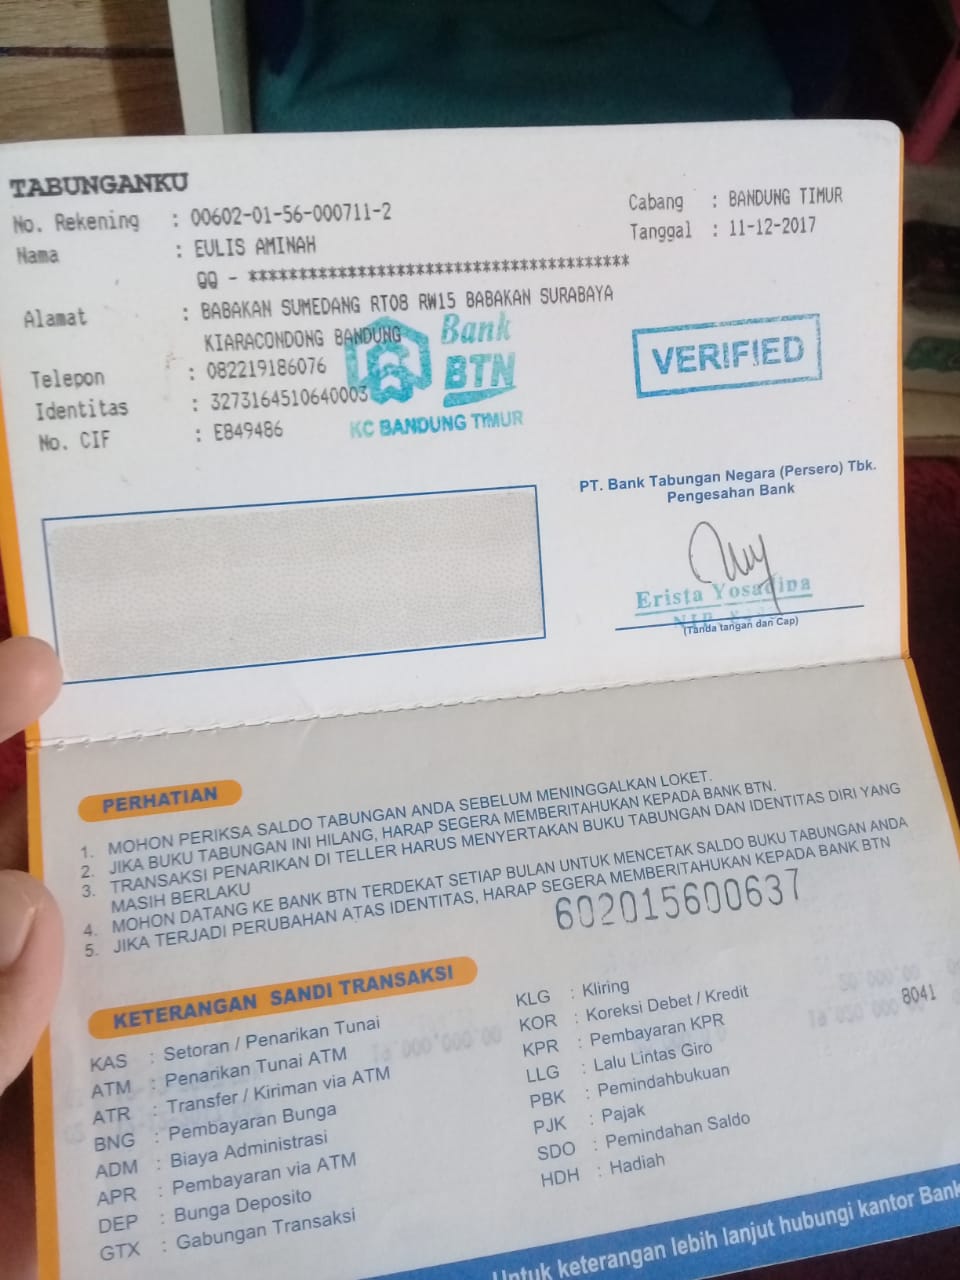 TABUNGANKU
No. Rekening : 00602-01-56-000711-2
Nama : EULIS AMINAH
QQ - ****************************************
Alamat : BABAKAN SUMEDANG RT08 RW15 BABAKAN SURABAYA
KIARACONDONG BANDUNG
Telepon : 082219186076
Identitas : 3273164510640003
No. CIF : E849486
Cabang : BANDUNG TIMUR
Tanggal : 11-12-2017
Bank
BTN
KC BANDUNG TIMUR
VERIFIED
PT. Bank Tabungan Negara (Persero) Tbk.
Pengesahan Bank
Erista Yosadina
(Tanda tangan dan Cap)
PERHATIAN
1. MOHON PERIKSA SALDO TABUNGAN ANDA SEBELUM MENINGGALKAN LOKET.
2. JIKA BUKU TABUNGAN INI HILANG, HARAP SEGERA MEMBERITAHUKAN KEPADA BANK BTN.
3. TRANSAKSI PENARIKAN DI TELLER HARUS MENYERTAKAN BUKU TABUNGAN DAN IDENTITAS DIRI YANG
MASIH BERLAKU
4. MOHON DATANG KE BANK BTN TERDEKAT SETIAP BULAN UNTUK MENCETAK SALDO BUKU TABUNGAN ANDA
5. JIKA TERJADI PERUBAHAN ATAS IDENTITAS, HARAP SEGERA MEMBERITAHUKAN KEPADA BANK BTN
602015600637
KETERANGAN SANDI TRANSAKSI
KAS : Setoran / Penarikan Tunai
ATM : Penarikan Tunai ATM
ATR : Transfer / Kiriman via ATM
BNG : Pembayaran Bunga
ADM : Biaya Administrasi
APR : Pembayaran via ATM
DEP : Bunga Deposito
GTX : Gabungan Transaksi
KLG : Kliring
KOR : Koreksi Debet / Kredit
KPR : Pembayaran KPR
LLG : Lalu Lintas Giro
PBK : Pemindahbukuan
PJK : Pajak
SDO : Pemindahan Saldo
HDH : Hadiah
8041
Untuk keterangan lebih lanjut hubungi kantor Bank